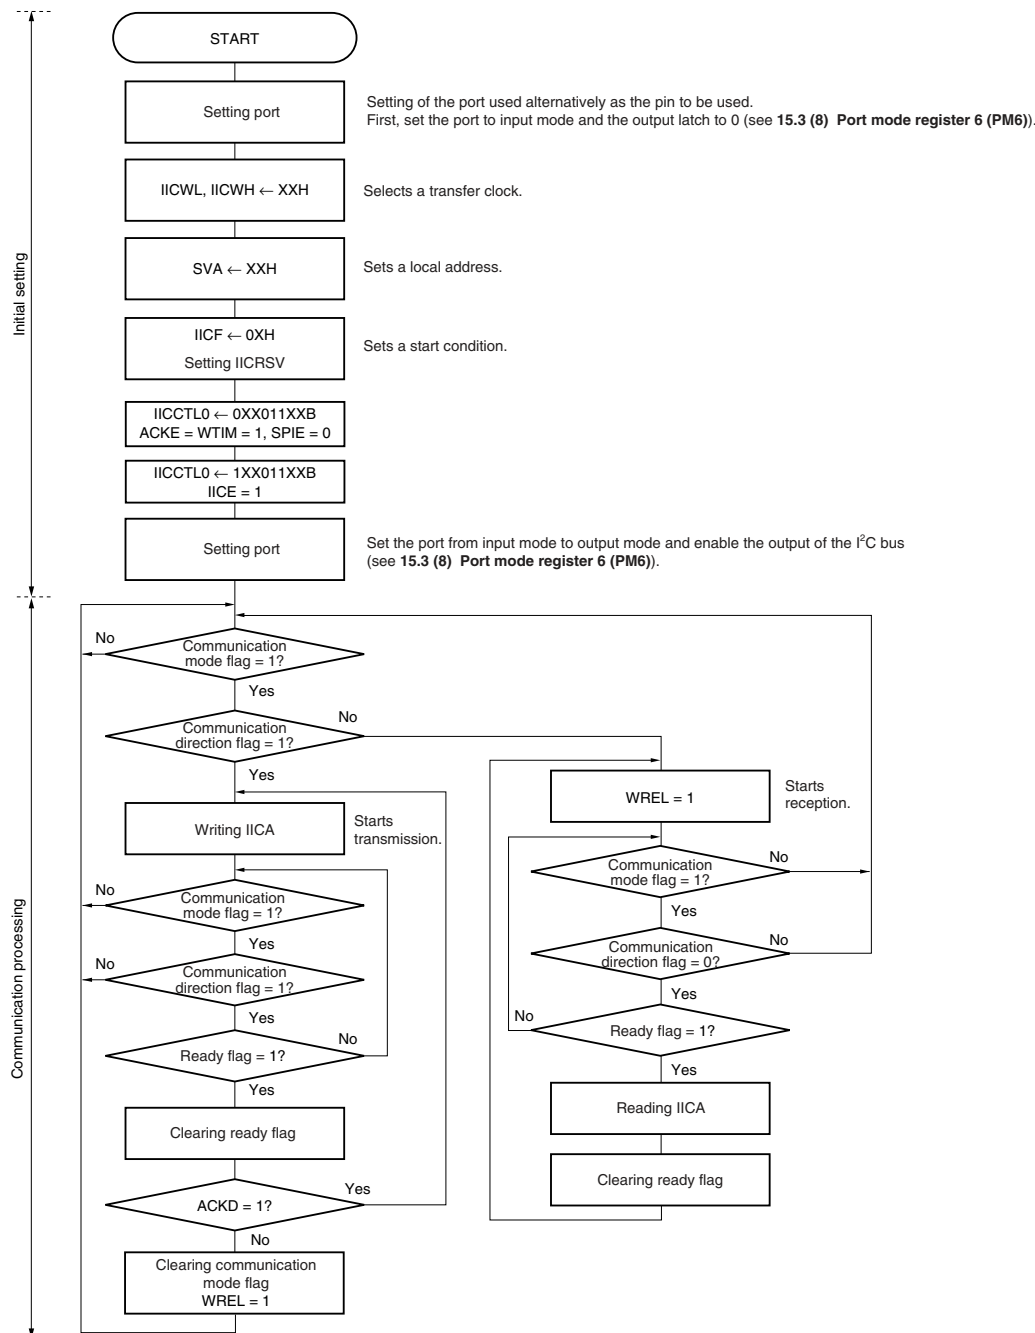 START
Setting port
Setting of the port used alternatively as the pin to be used.
First, set the port to input mode and the output latch to 0 (see 15.3 (8) Port mode register 6 (PM6)).
IICWL, IICWH ← XXH
Selects a transfer clock.
SVA ← XXH
Sets a local address.
Initial setting
IICF ← 0XH
Setting IICRSV
Sets a start condition.
IICCTL0 ← 0XX011XXB
ACKE = WTIM = 1, SPIE = 0
IICCTL0 ← 1XX011XXB
IICE = 1
Setting port
Set the port from input mode to output mode and enable the output of the I²C bus
(see 15.3 (8) Port mode register 6 (PM6)).
No
Communication
mode flag = 1?
Yes
Communication
direction flag = 1?
No
Yes
Writing IICA
Starts
transmission.
No
Communication
mode flag = 1?
Yes
No
Communication
direction flag = 1?
Yes
Ready flag = 1?
No
Yes
Clearing ready flag
ACKD = 1?
Yes
No
Clearing communication
mode flag
WREL = 1
Communication processing
WREL = 1
Starts
reception.
Communication
mode flag = 1?
No
Yes
Communication
direction flag = 0?
No
Yes
No
Ready flag = 1?
Yes
Reading IICA
Clearing ready flag